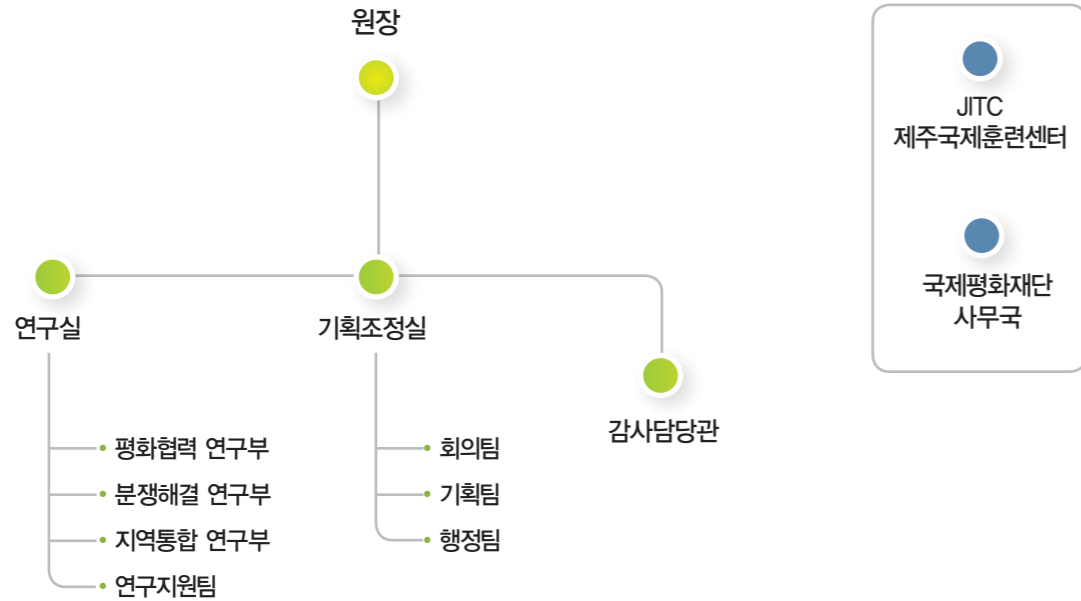 원장
JITC
제주국제훈련센터
국제평화재단
사무국
연구실
기획조정실
감사담당관
평화협력 연구부
분쟁해결 연구부
지역통합 연구부
연구지원팀
회의팀
기획팀
행정팀